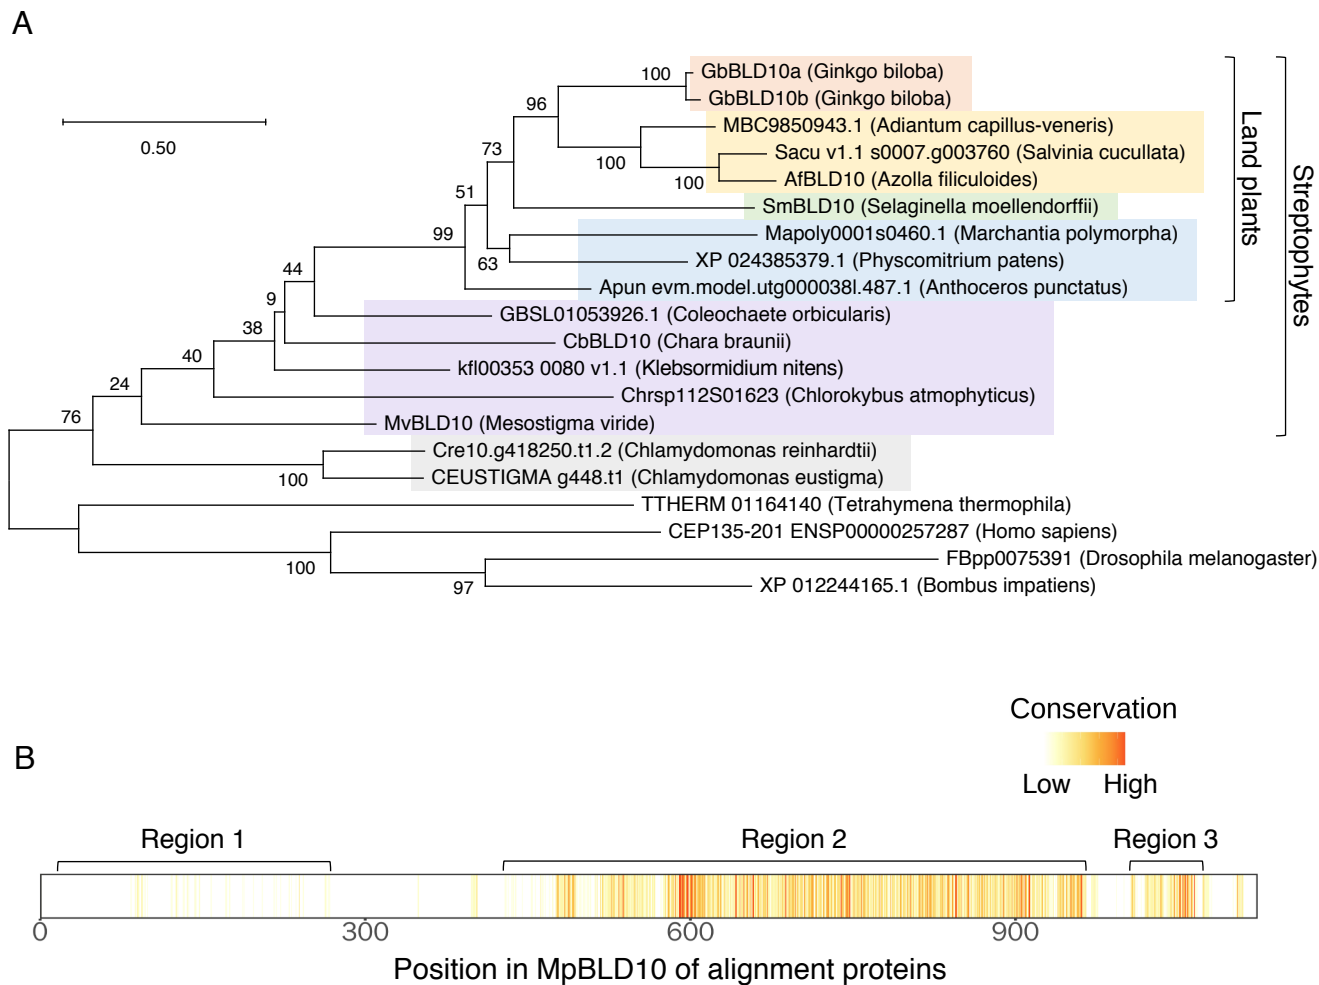 A
0.50
100
GbBLD10a (Ginkgo biloba)
GbBLD10b (Ginkgo biloba)
96
MBC9850943.1 (Adiantum capillus-veneris)
100
Sacu v1.1 s0007.g003760 (Salvinia cucullata)
100
AfBLD10 (Azolla filiculoides)
73
SmBLD10 (Selaginella moellendorffii)
51
Mapoly0001s0460.1 (Marchantia polymorpha)
63
XP 024385379.1 (Physcomitrium patens)
99
Apun evm.model.utg000038l.487.1 (Anthoceros punctatus)
44
GBSL01053926.1 (Coleochaete orbicularis)
9
CbBLD10 (Chara braunii)
38
kfl00353 0080 v1.1 (Klebsormidium nitens)
40
Chrsp112S01623 (Chlorokybus atmophyticus)
24
MvBLD10 (Mesostigma viride)
76
Cre10.g418250.t1.2 (Chlamydomonas reinhardtii)
100
CEUSTIGMA g448.t1 (Chlamydomonas eustigma)
TTHERM 01164140 (Tetrahymena thermophila)
CEP135-201 ENSP00000257287 (Homo sapiens)
100
FBpp0075391 (Drosophila melanogaster)
97
XP 012244165.1 (Bombus impatiens)
Land plants
Streptophytes
B
Conservation
Low High
Region 1 Region 2 Region 3
0 300 600 900
Position in MpBLD10 of alignment proteins